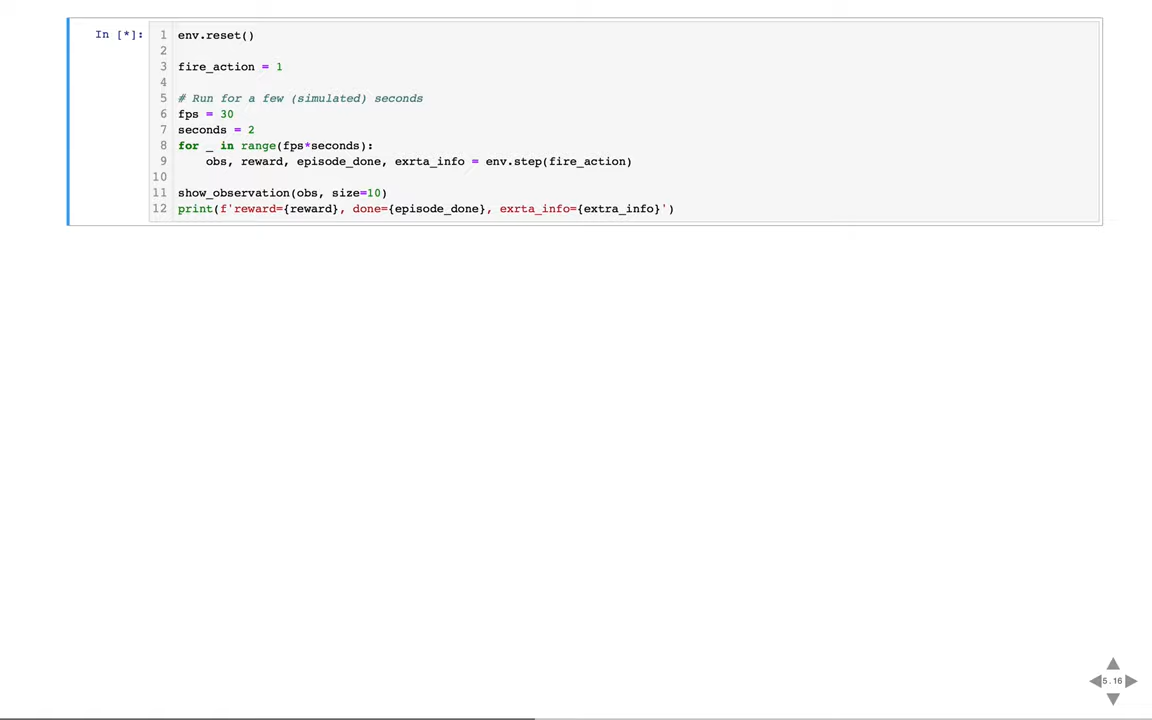 In [*]:
1 env.reset()
2
3 fire_action = 1
4
5 # Run for a few (simulated) seconds
6 fps = 30
7 seconds = 2
8 for _ in range(fps*seconds):
9     obs, reward, episode_done, exrta_info = env.step(fire_action)
10
11 show_observation(obs, size=10)
12 print(f'reward={reward}, done={episode_done}, exrta_info={extra_info}')
5.16